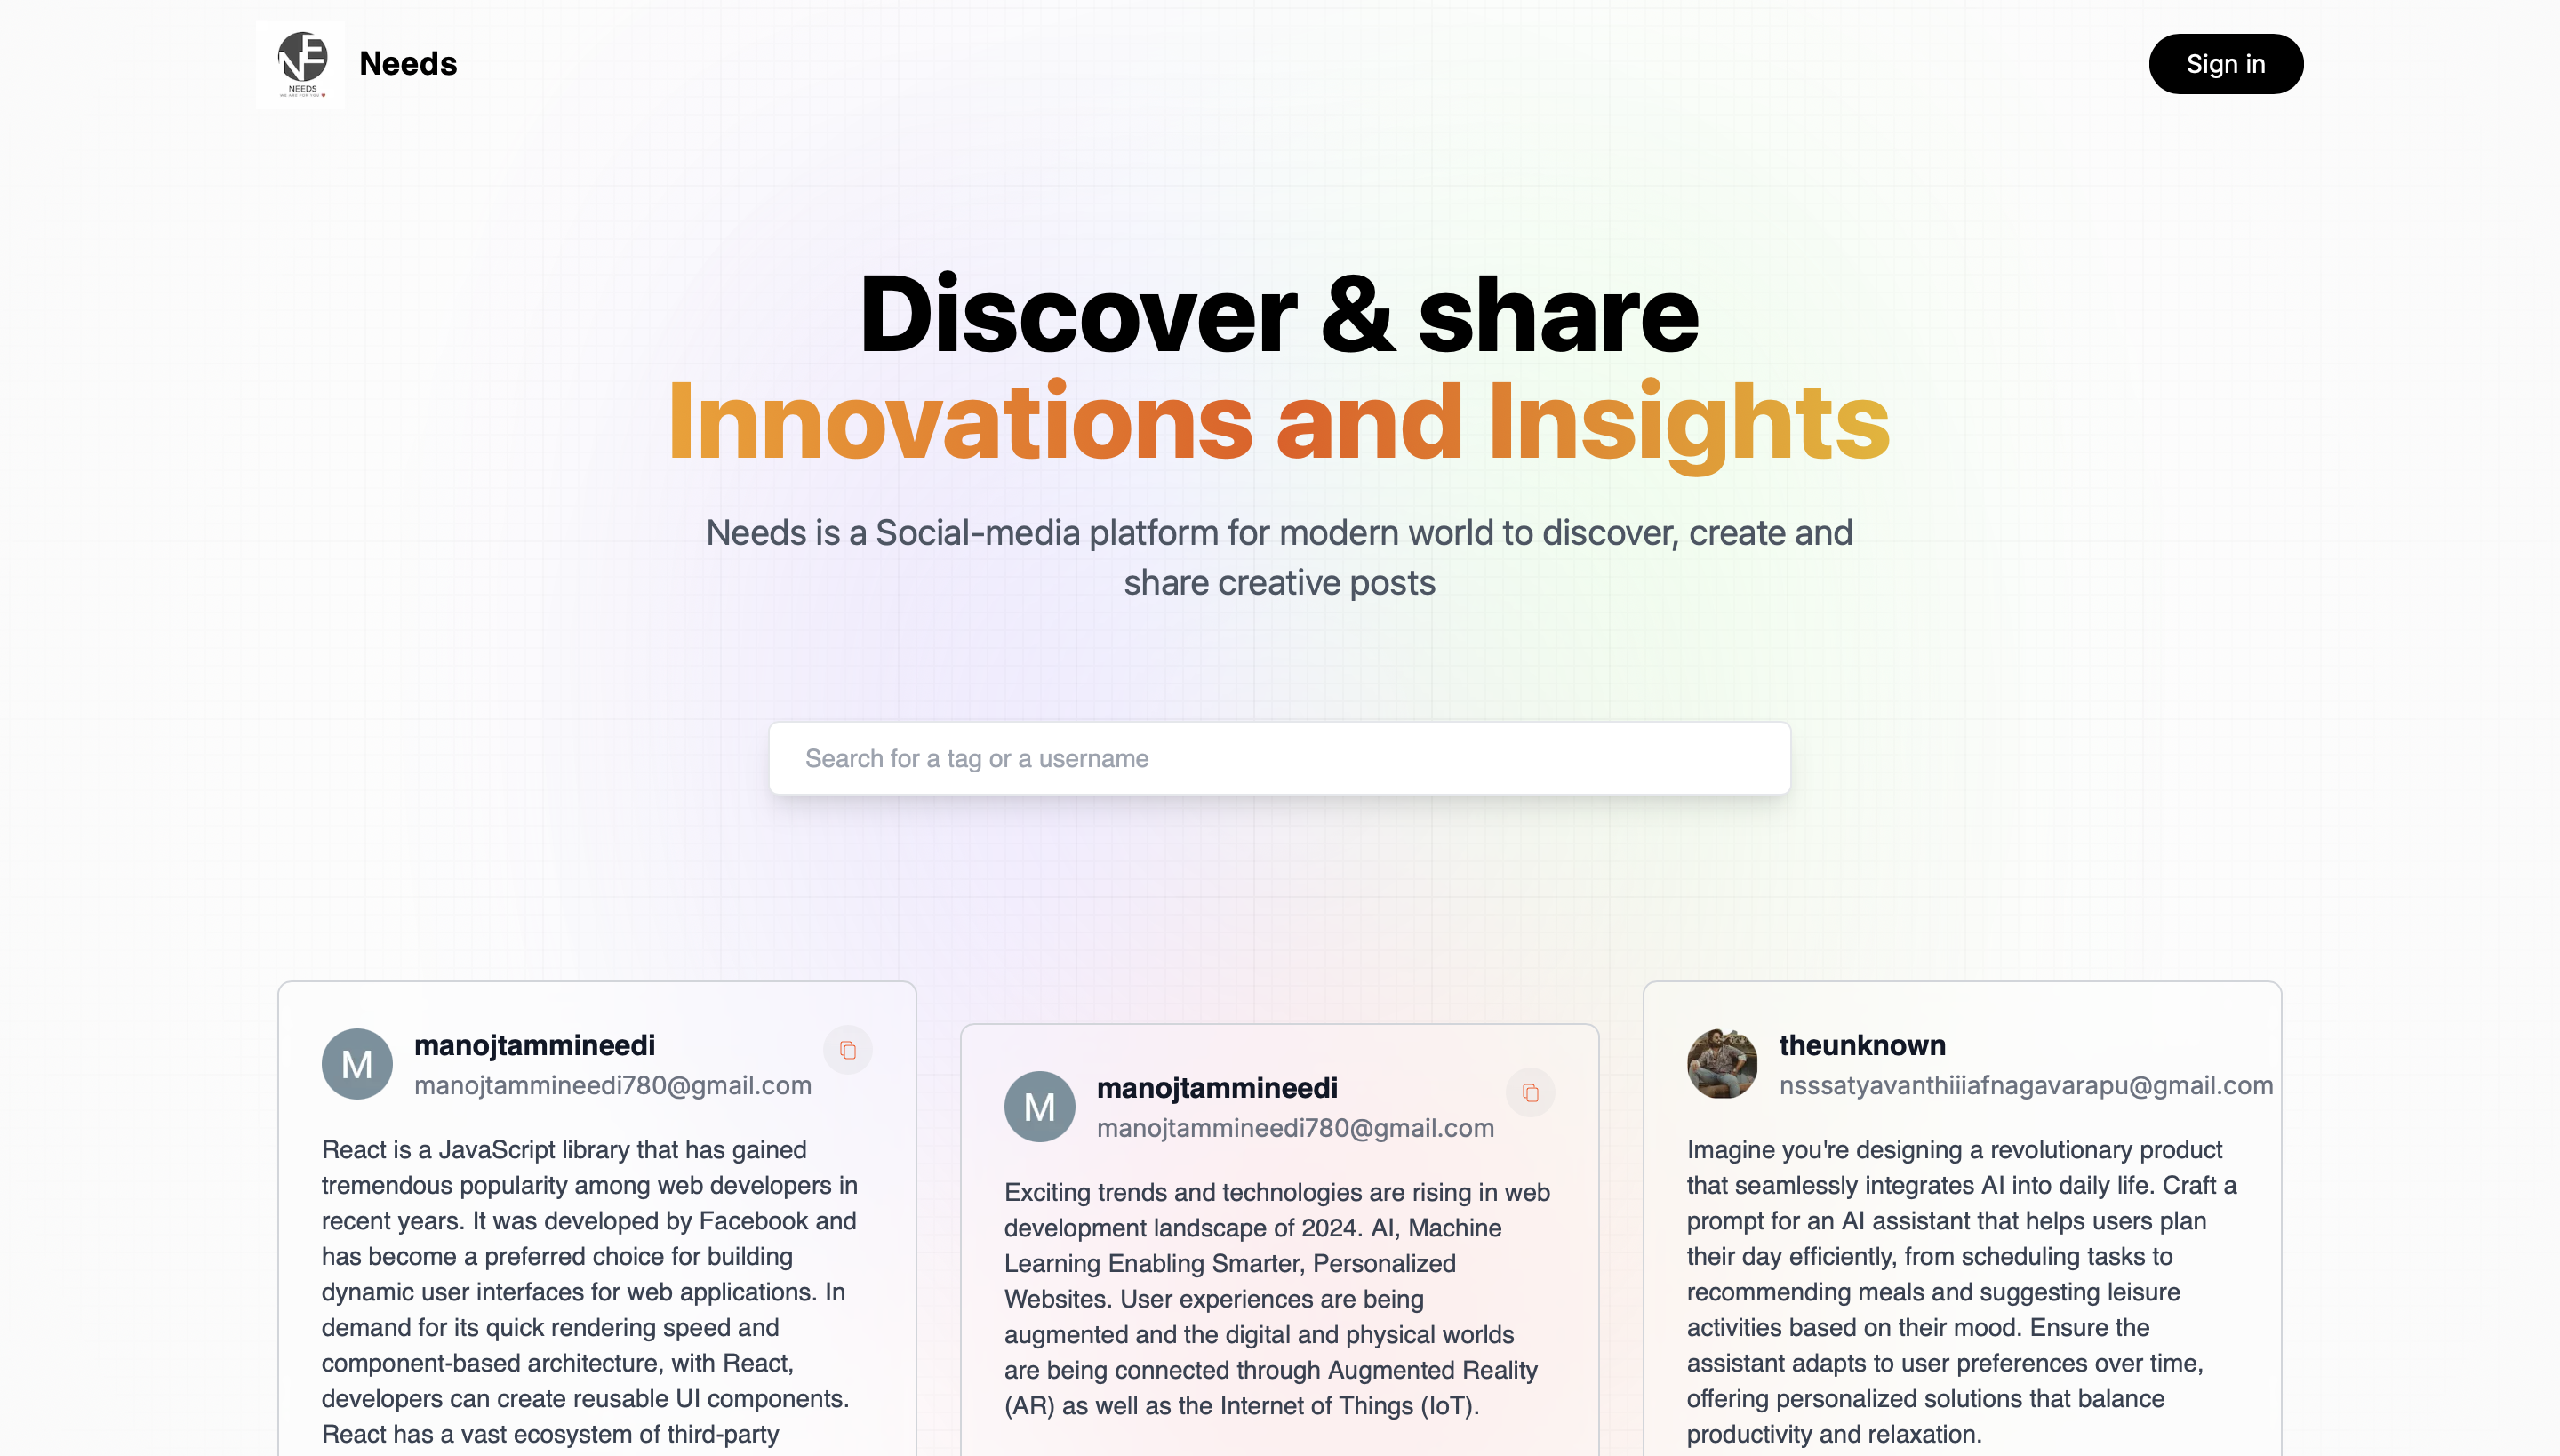 NE
NEEDS
WE ARE FOR YOU
Needs
Sign in
Discover & share
Innovations and Insights
Needs is a Social-media platform for modern world to discover, create and
share creative posts
Search for a tag or a username
M
manojtammineedi
manojtammineedi780@gmail.com
React is a JavaScript library that has gained
tremendous popularity among web developers in
recent years. It was developed by Facebook and
has become a preferred choice for building
dynamic user interfaces for web applications. In
demand for its quick rendering speed and
component-based architecture, with React,
developers can create reusable UI components.
React has a vast ecosystem of third-party
M
manojtammineedi
manojtammineedi780@gmail.com
Exciting trends and technologies are rising in web
development landscape of 2024. AI, Machine
Learning Enabling Smarter, Personalized
Websites. User experiences are being
augmented and the digital and physical worlds
are being connected through Augmented Reality
(AR) as well as the Internet of Things (IoT).
theunknown
nsssatyavanthiiiafnagavarapu@gmail.com
Imagine you're designing a revolutionary product
that seamlessly integrates AI into daily life. Craft a
prompt for an AI assistant that helps users plan
their day efficiently, from scheduling tasks to
recommending meals and suggesting leisure
activities based on their mood. Ensure the
assistant adapts to user preferences over time,
offering personalized solutions that balance
productivity and relaxation.